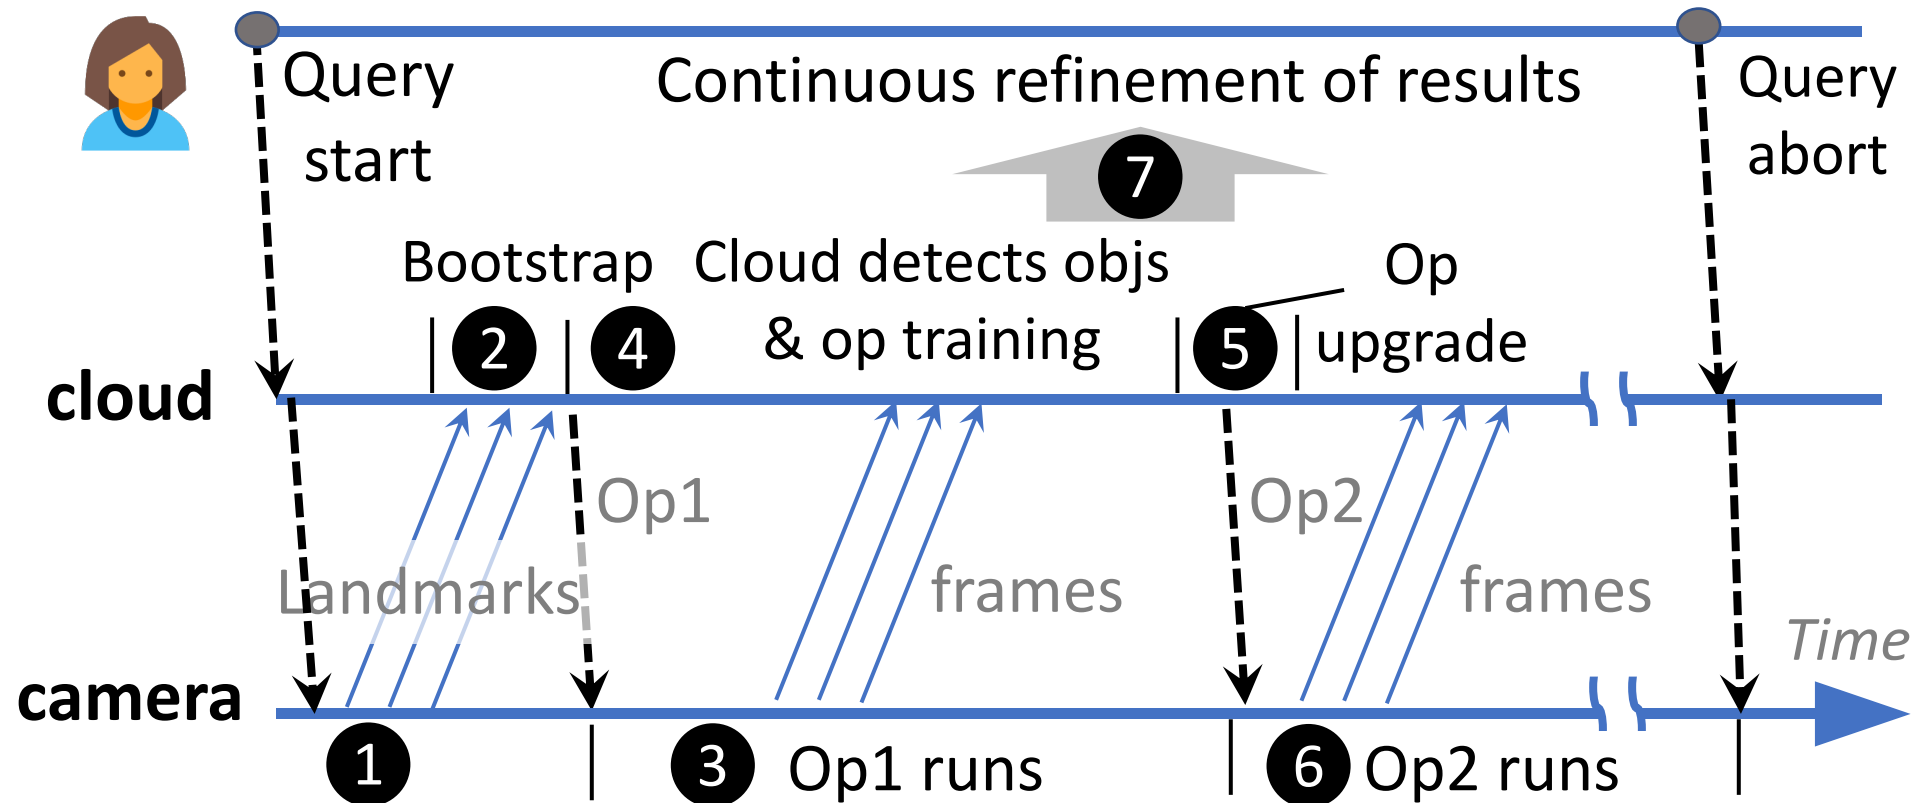 Query
start
Continuous refinement of results
Query
abort
7
Bootstrap
Cloud detects objs
& op training
Op
upgrade
2
4
5
cloud
Op1
Op2
Landmarks
frames
frames
Time
camera
1
3
Op1 runs
6
Op2 runs